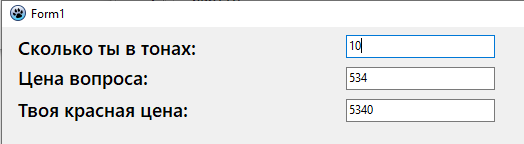 Form1
Сколько ты в тонах: 10
Цена вопроса: 534
Твоя красная цена: 5340